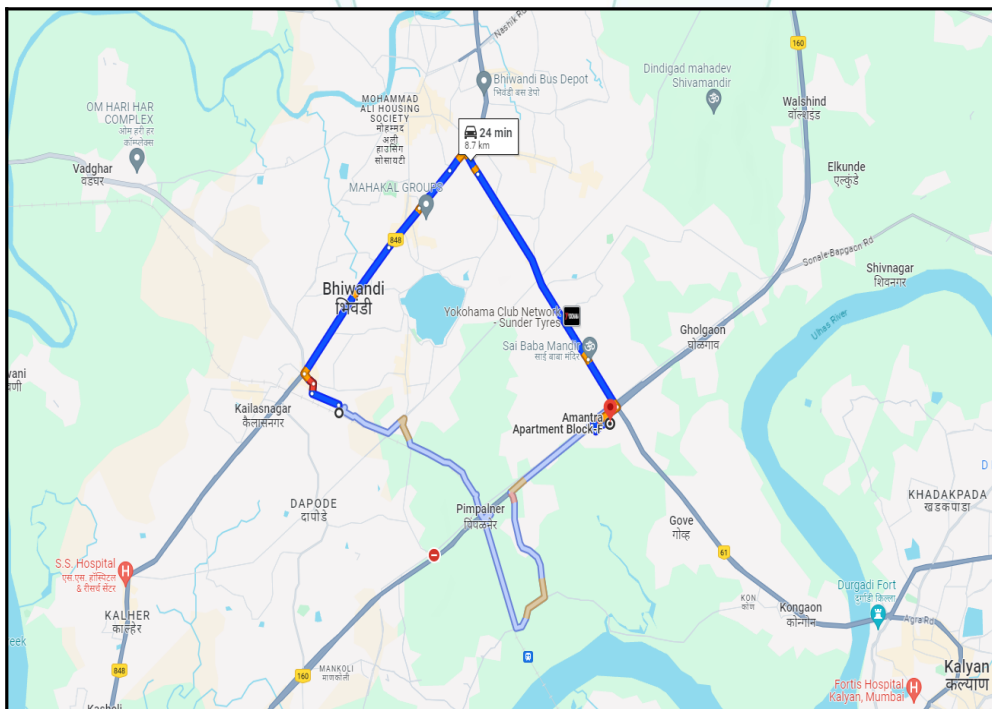 Nashik Rd
160
Bhiwandi Bus Depot
भिवंडी बस डेपो
Dindigad mahadev
Shivamandir
Walshind
वॉलशिंड
OM HARI HAR
COMPLEX
ओम हरी हर
कॉम्प्लेक्स
MOHAMMAD
ALI HOUSING
SOCIETY
मोहम्मद
अली
हाउसिंग
सोसायटी
24 min
8.7 km
Vadghar
वडघर
Elkunde
एल्कुंडे
MAHAKAL GROUPS
848
Sonale-Bapgaon Rd
Shivnagar
शिवनगर
Bhiwandi
भिवंडी
Yokohama Club Network
- Sunder Tyres
Ulhas River
Gholgaon
घोळगाव
Sai Baba Mandir
साई बाबा मंदिर
Kailasnagar
कैलासनगर
Amantra
Apartment Block-F
DAPODE
दापोडे
Pimpalner
पिंपळनेर
KHADAKPADA
खडकपाडा
Gove
गोव्ह
61
S.S. Hospital
एस.एस. हॉस्पिटल
& रीसर्च सेंटर
KALHER
काल्हेर
KON
कोण
Kongaon
कोनगाव
Durgadi Fort
दुर्गाडी किल्ला
Agra Rd
848
160
MANKOLI
माणकोली
Kalyan
कल्याण
Fortis Hospital
Kalyan, Mumbai